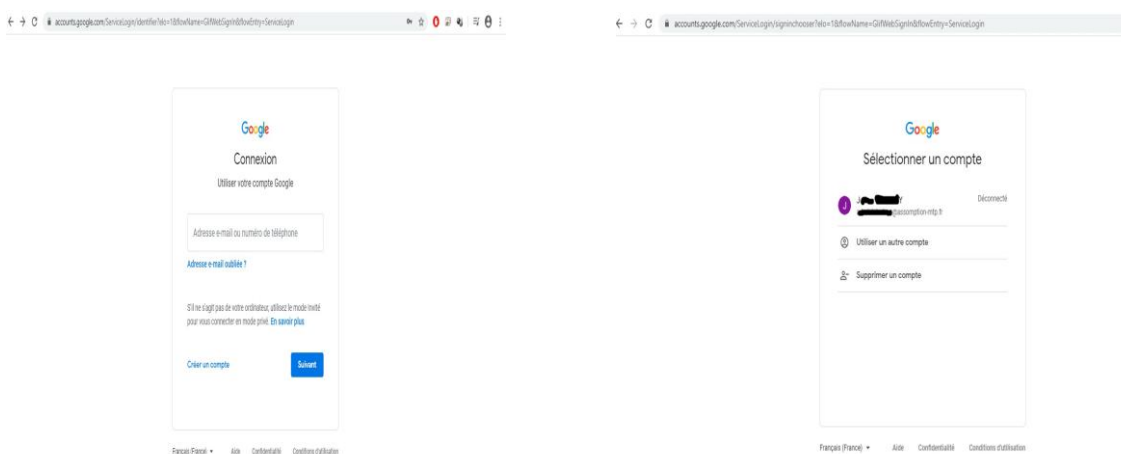 accounts.google.com/ServiceLogin/identifier?elo=1&flowName=GlifWebSignIn&flowEntry=ServiceLogin
Google
Connexion
Utiliser votre compte Google
Adresse e-mail ou numéro de téléphone
Adresse e-mail oubliée ?
S'il ne s'agit pas de votre ordinateur, utilisez le mode Invité
pour vous connecter en mode privé. En savoir plus
Créer un compte
Suivant
Français (France)
Aide Confidentialité Conditions d'utilisation
accounts.google.com/ServiceLogin/signinchooser?elo=1&flowName=GlifWebSignIn&flowEntry=ServiceLogin
Google
Sélectionner un compte
J
Déconnecté
@assomption-mtp.fr
Utiliser un autre compte
Supprimer un compte
Français (France)
Aide Confidentialité Conditions d'utilisation